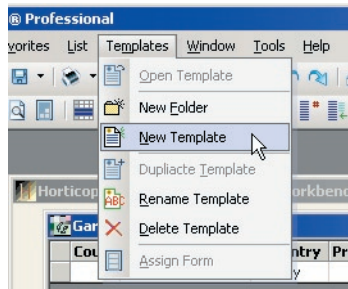 ® Professional
vorites List Templates Window Tools Help
Open Template
New Folder
New Template
Dupliacte Template
Horticop
orkbenc
Rename Template
Gar
Delete Template
Cou
ntry Pr
Assign Form
y